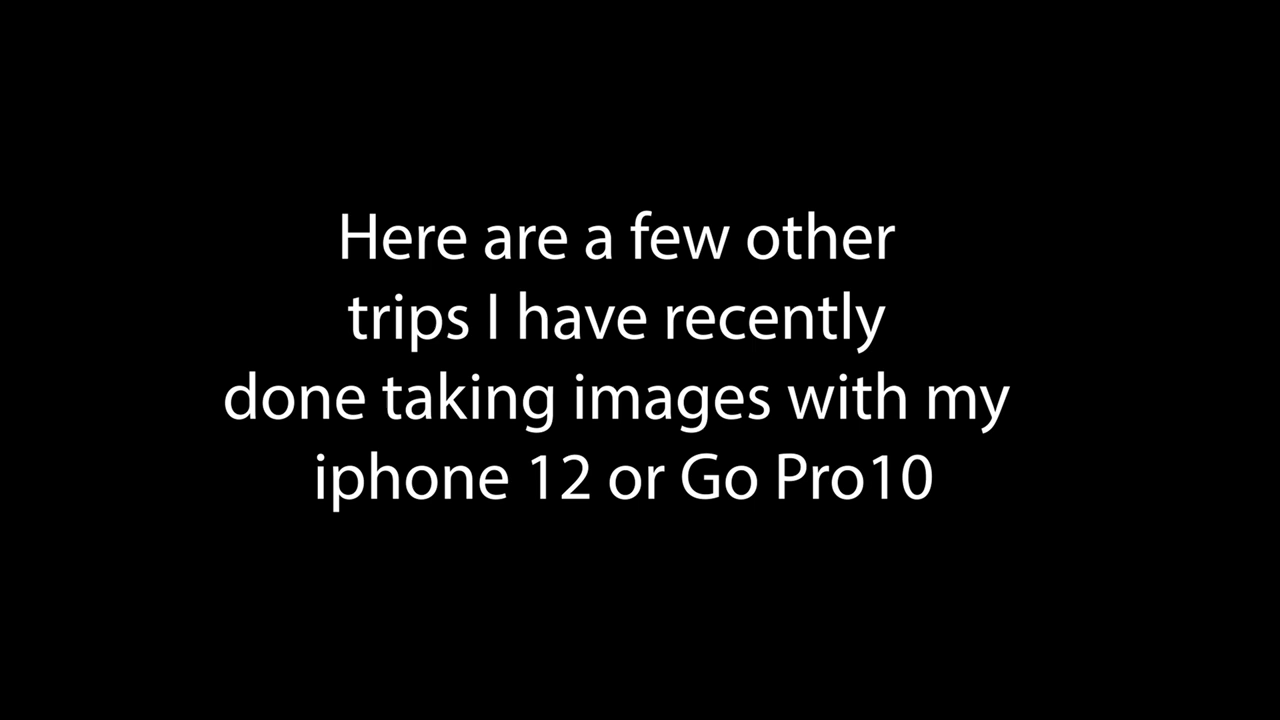 Here are a few other
trips I have recently
done taking images with my
iphone 12 or Go Pro10